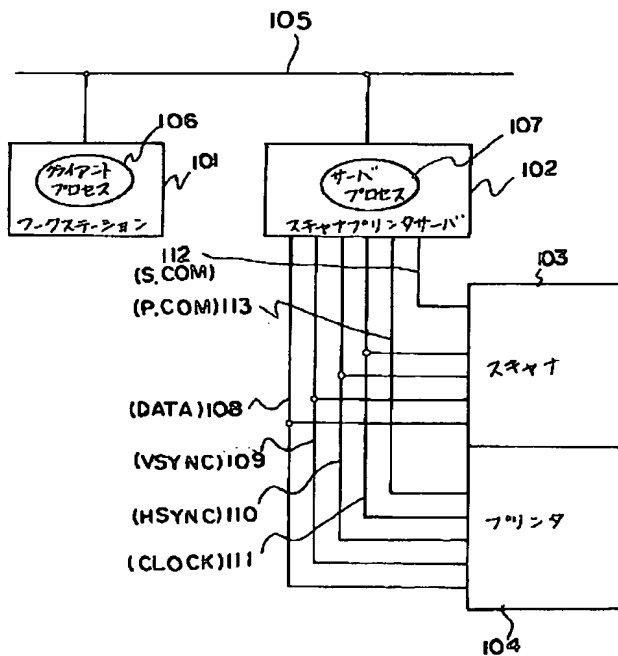 105
106
クライアント
プロセス
101
ワークステーション
107
サーバ
プロセス
102
スキャナプリンタサーバ
112
(S.COM)
(P.COM)113
103
スキャナ
(DATA)108
(VSYNC)109
(HSYNC)110
(CLOCK)111
プリンタ
104